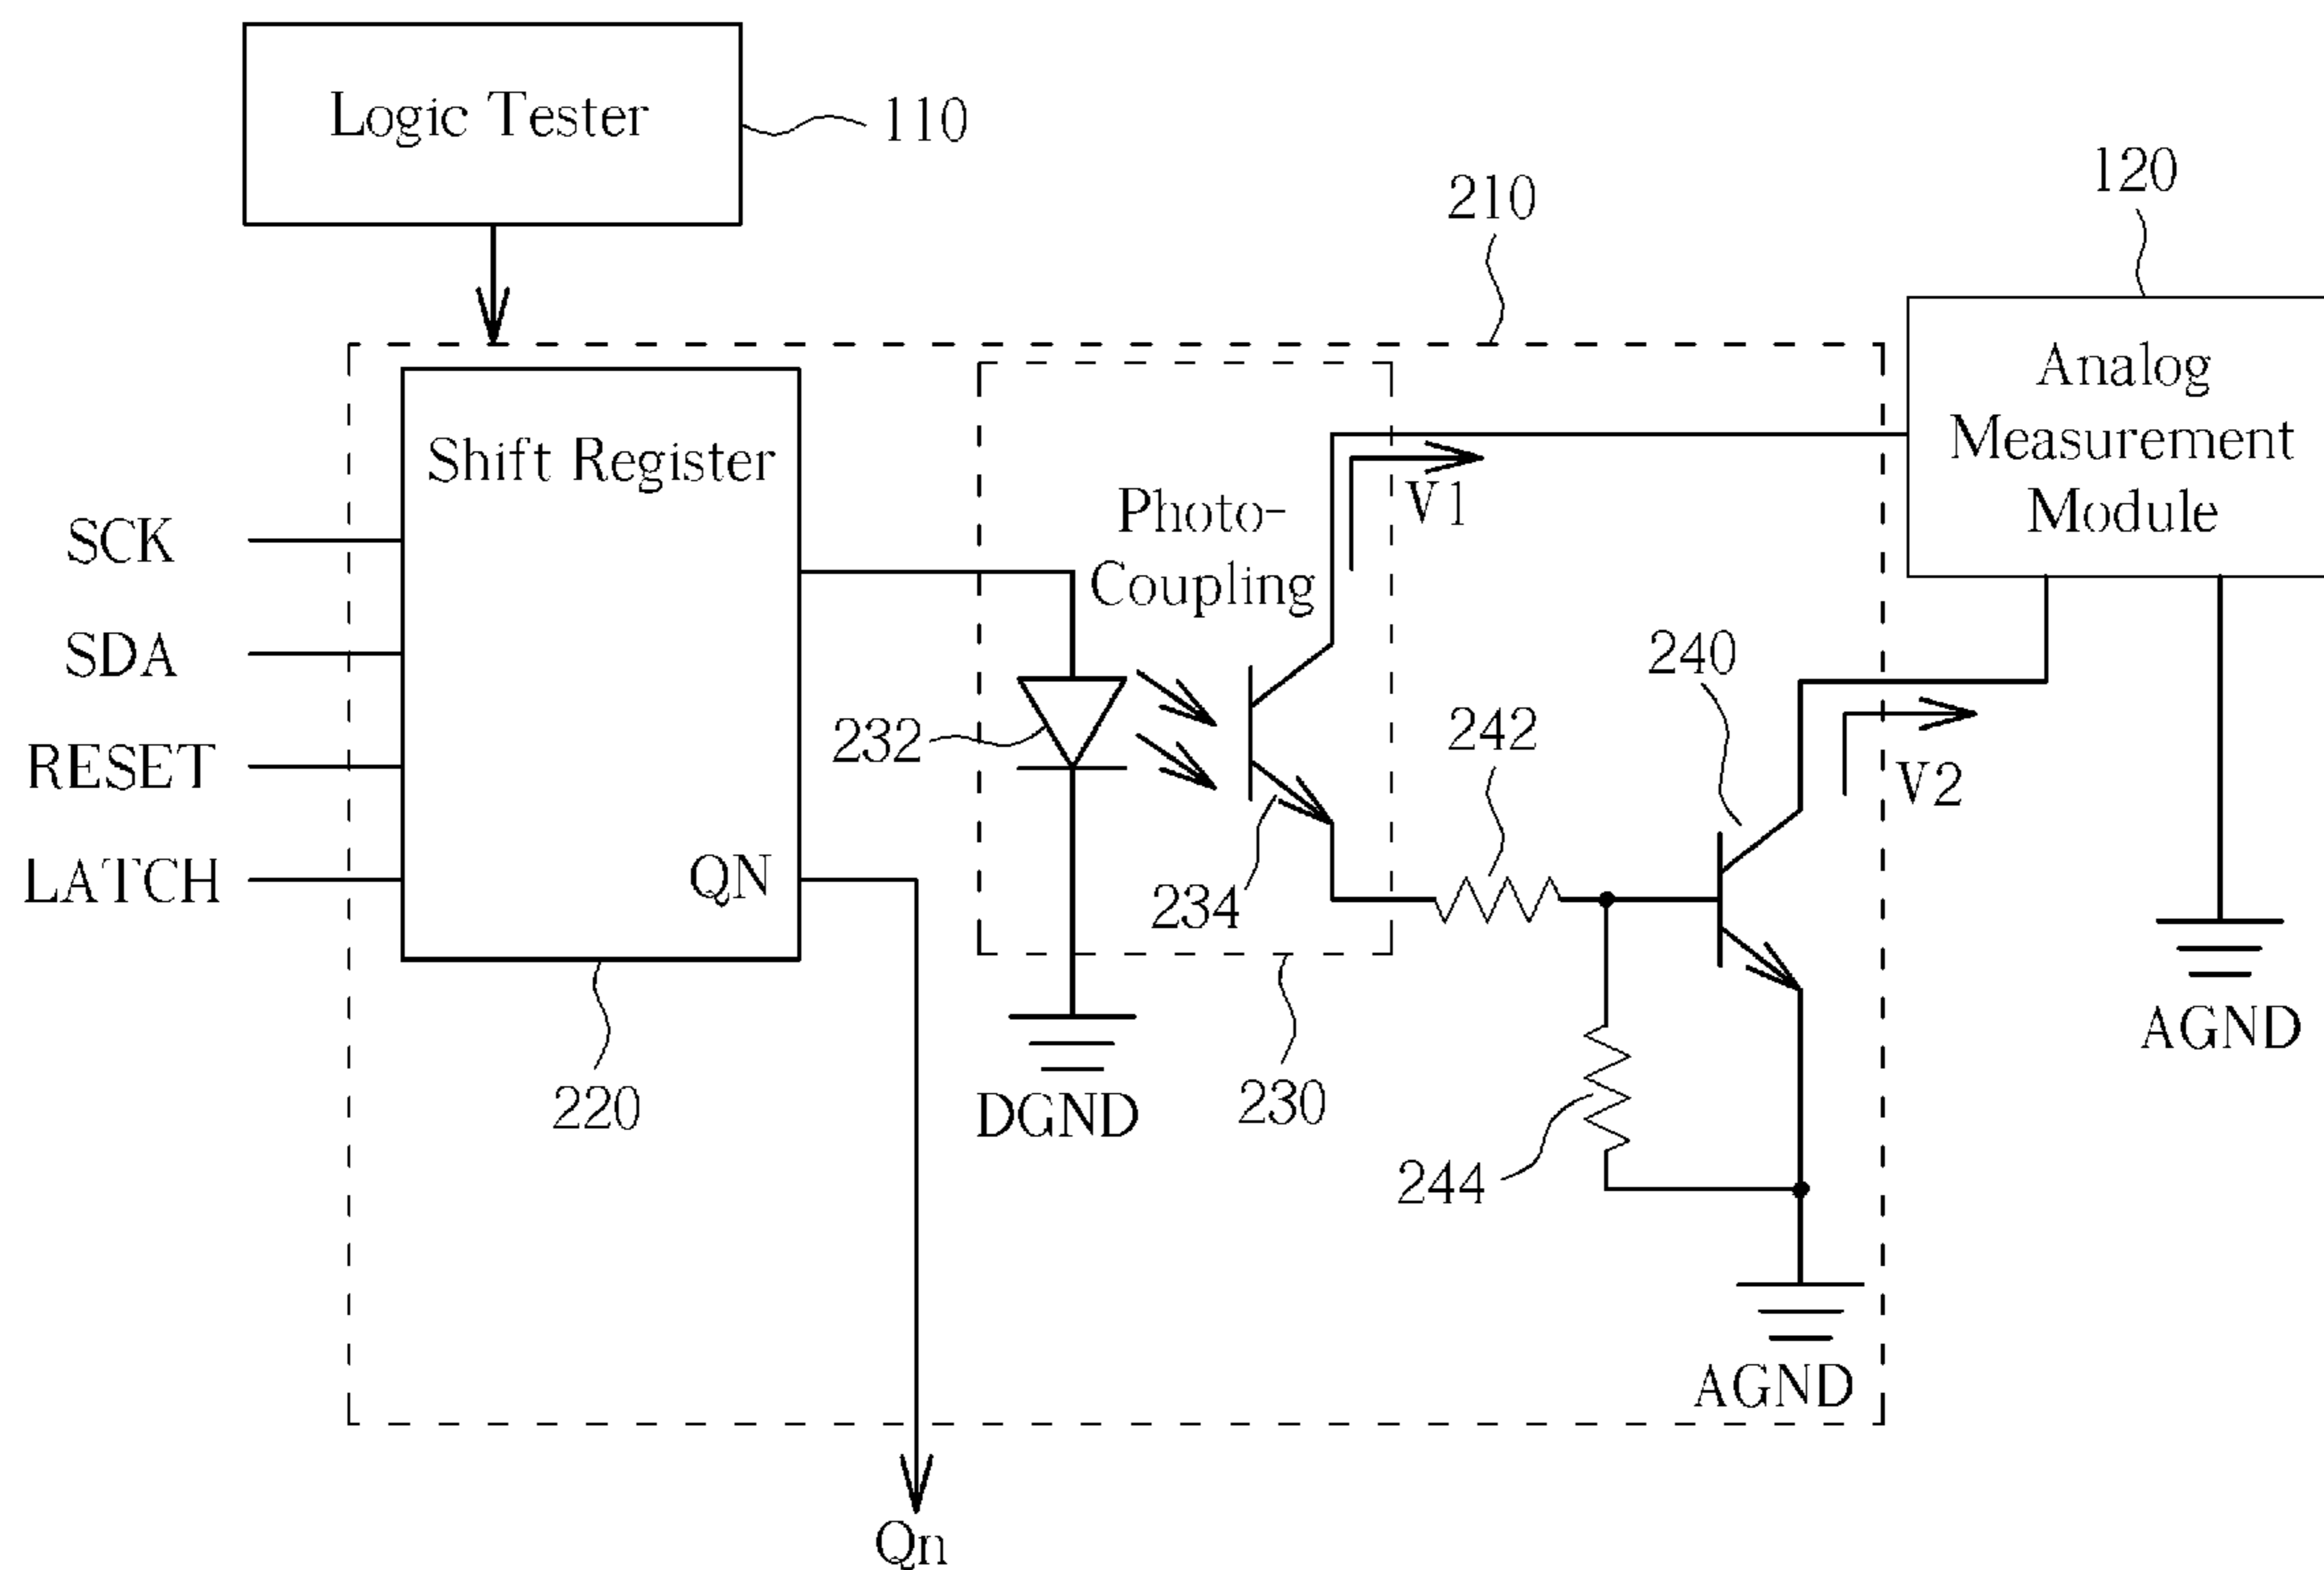 Logic Tester
110
210
120
Analog
Measurement
Module
Shift Register
Photo-
Coupling
V1
SCK
SDA
RESET
LATCH
QN
232
234
242
240
V2
220
DGND
230
244
AGND
AGND
Qn